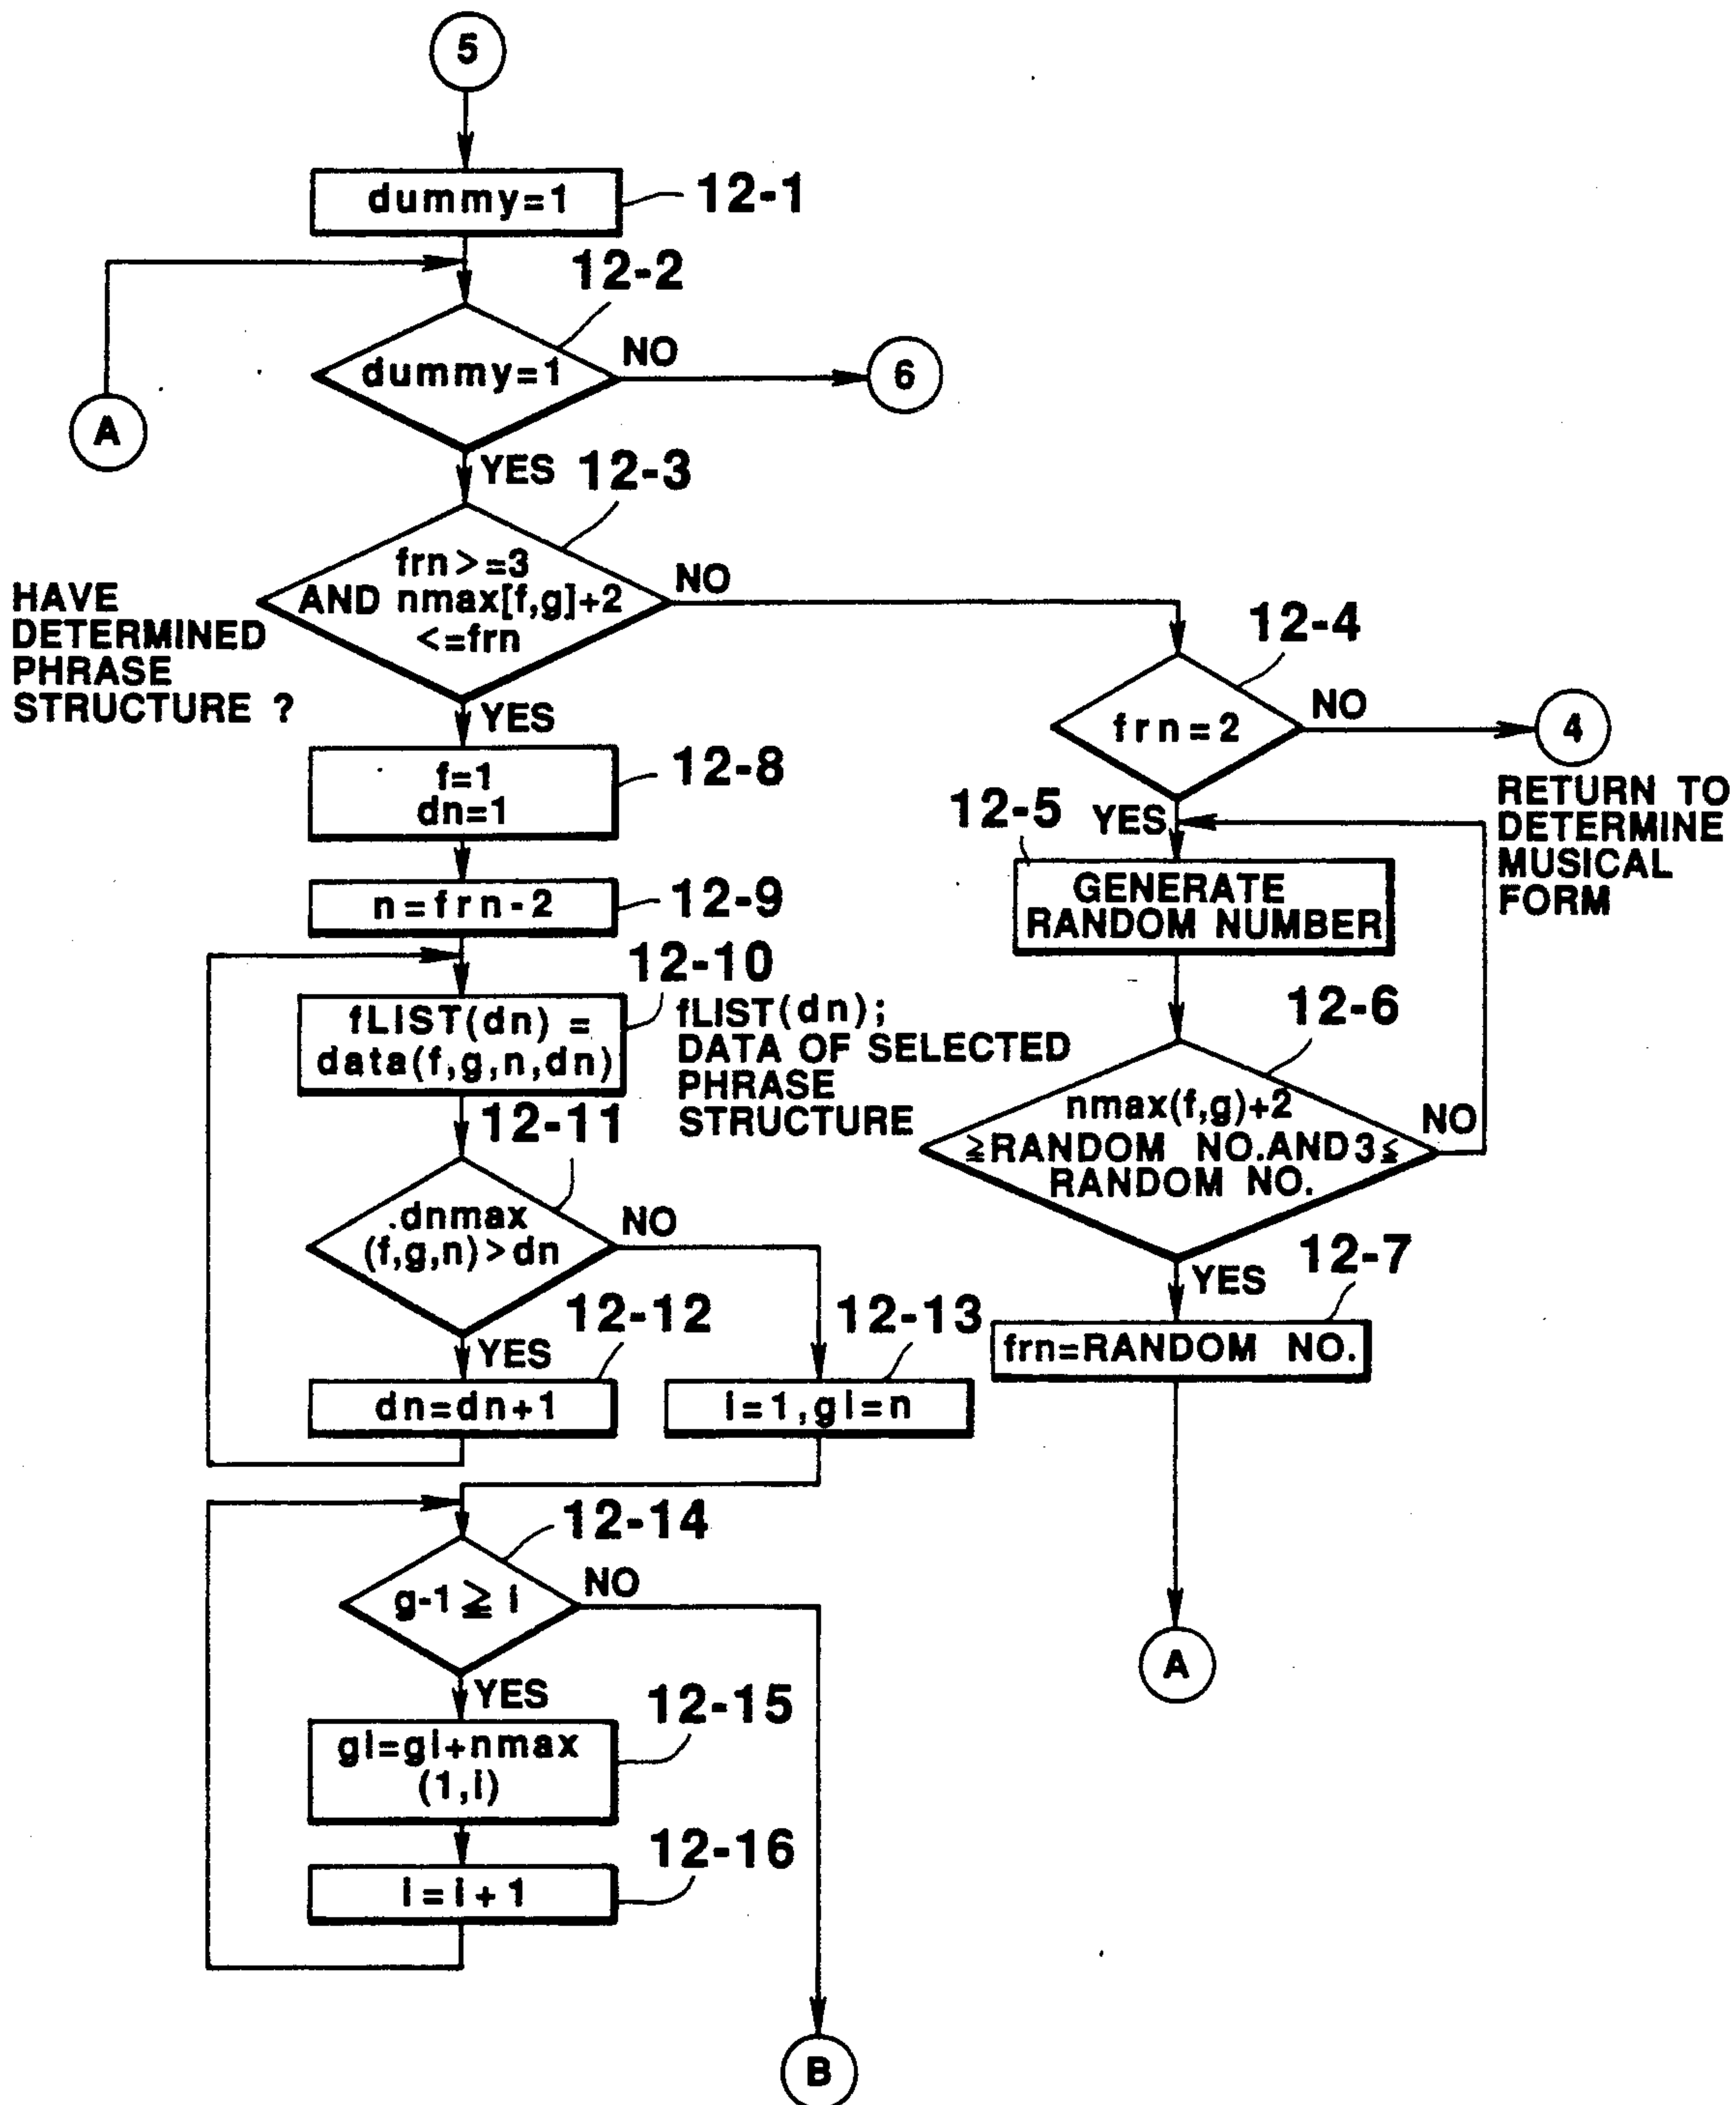 5
dummy=1
12-1
12-2
dummy=1
NO
6
A
YES
12-3
frn>=3
AND nmax[f,g]+2
<=frn
NO
HAVE
DETERMINED
PHRASE
STRUCTURE ?
YES
12-4
frn=2
NO
4
RETURN TO
DETERMINE
MUSICAL
FORM
f=1
dn=1
12-8
12-5
YES
GENERATE
RANDOM NUMBER
n=frn-2
12-9
12-10
fLIST(dn) =
data(f,g,n,dn)
fLIST(dn);
DATA OF SELECTED
PHRASE
STRUCTURE
12-6
nmax(f,g)+2
≧RANDOM NO.AND3≦
RANDOM NO.
NO
12-11
dnmax
(f,g,n)>dn
NO
YES
12-7
frn=RANDOM NO.
YES
12-12
dn=dn+1
12-13
i=1,gi=n
12-14
g-1≧i
NO
A
YES
12-15
gi=gi+nmax
(1,i)
12-16
i=i+1
B